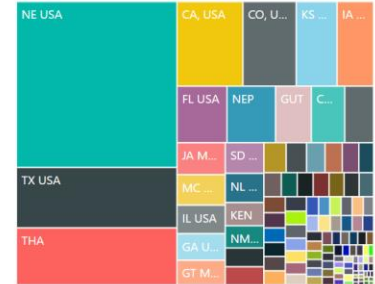 NE USA
CA, USA
CO, U...
KS ...
IA ...
FL USA
NEP
GUT
C...
JA M...
SD ...
TX USA
MC ...
NL ...
IL USA
KEN
THA
GA U...
NM...
GT M...